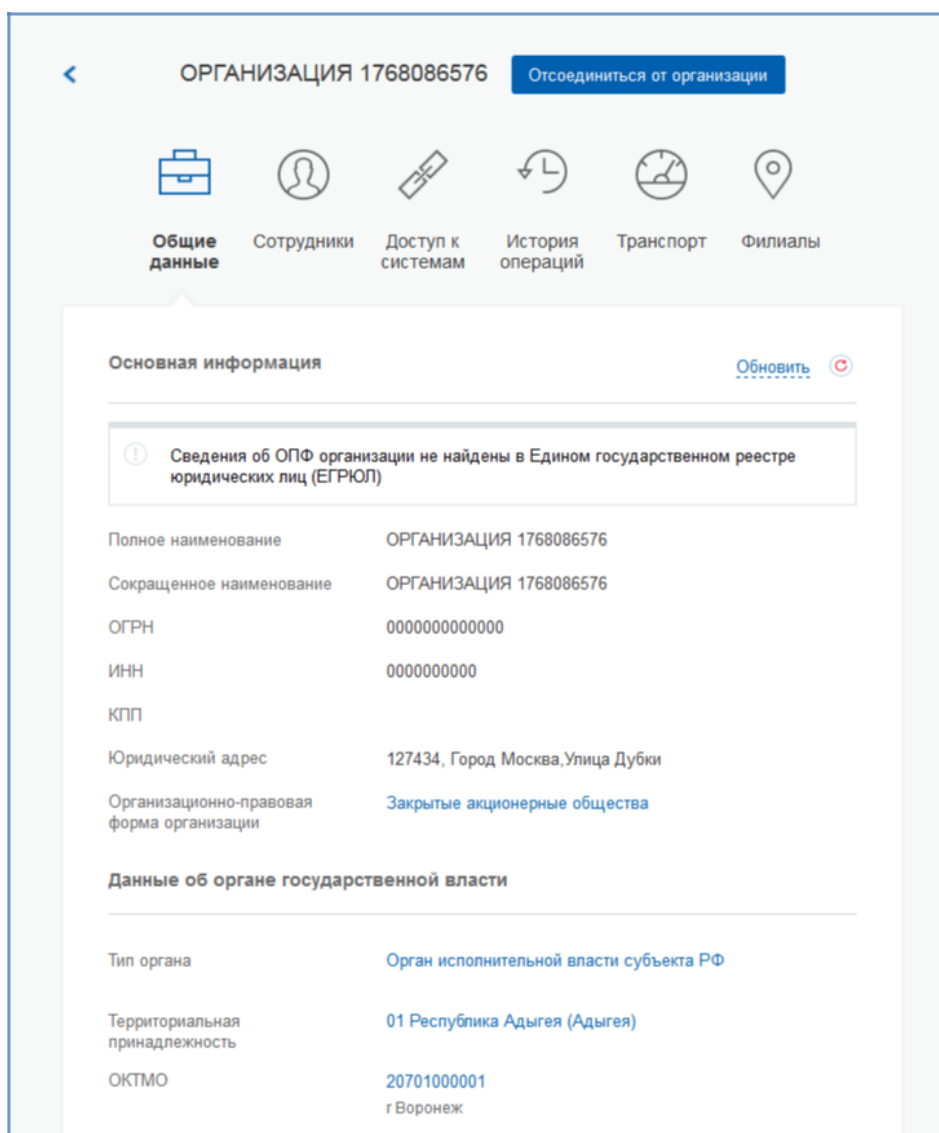 ОРГАНИЗАЦИЯ 1768086576
Отсоединиться от организации
Общие
данные
Сотрудники
Доступ к
системам
История
операций
Транспорт
Филиалы
Основная информация
Обновить
Сведения об ОПФ организации не найдены в Едином государственном реестре
юридических лиц (ЕГРЮЛ)
Полное наименование ОРГАНИЗАЦИЯ 1768086576
Сокращенное наименование ОРГАНИЗАЦИЯ 1768086576
ОГРН 0000000000000
ИНН 0000000000
КПП
Юридический адрес 127434, Город Москва,Улица Дубки
Организационно-правовая
форма организации
Закрытые акционерные общества
Данные об органе государственной власти
Тип органа Орган исполнительной власти субъекта РФ
Территориальная
принадлежность
01 Республика Адыгея (Адыгея)
ОКТМО 20701000001
г Воронеж